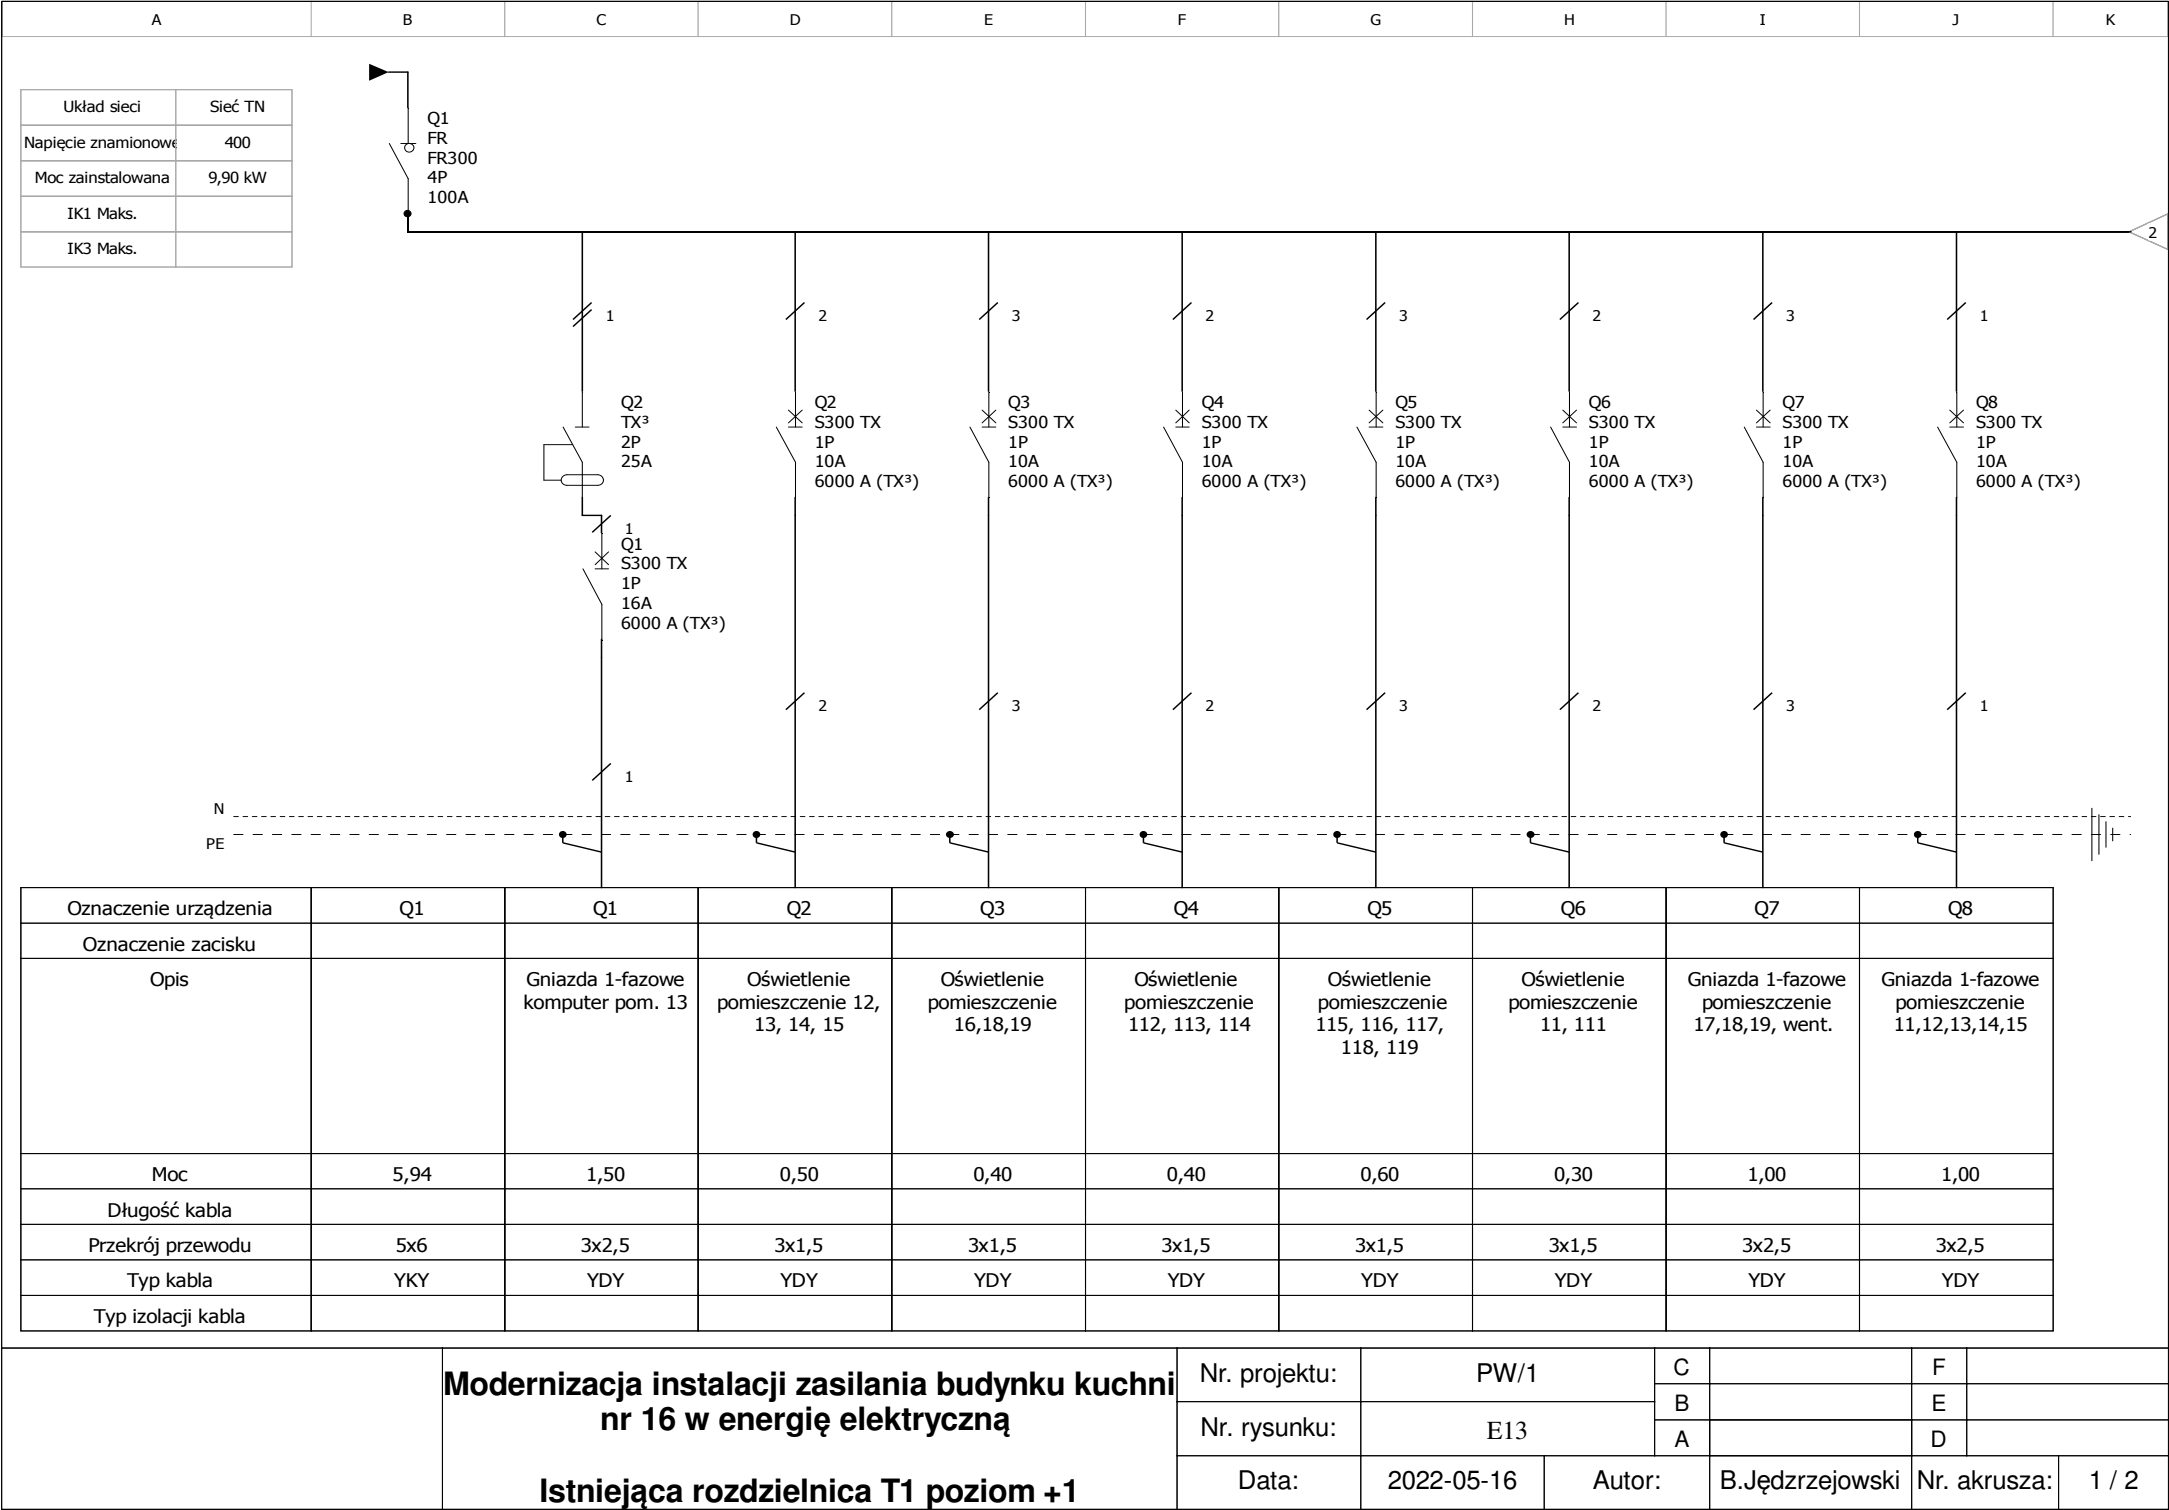 A B C D E F G H I J K
Układ sieci Sieć TN
Napięcie znamionowe 400
Moc zainstalowana 9,90 kW
IK1 Maks.
IK3 Maks.
Q1
FR
FR300
4P
100A
2
1 2 3 2 3 2 3 1
Q2
TX³
2P
25A
1
Q1
S300 TX
1P
16A
6000 A (TX³)
Q2
S300 TX
1P
10A
6000 A (TX³)
Q3
S300 TX
1P
10A
6000 A (TX³)
Q4
S300 TX
1P
10A
6000 A (TX³)
Q5
S300 TX
1P
10A
6000 A (TX³)
Q6
S300 TX
1P
10A
6000 A (TX³)
Q7
S300 TX
1P
10A
6000 A (TX³)
Q8
S300 TX
1P
10A
6000 A (TX³)
2 3 2 3 2 3 1
1
N
PE
Oznaczenie urządzenia Q1 Q1 Q2 Q3 Q4 Q5 Q6 Q7 Q8
Oznaczenie zacisku
Opis
Gniazda 1-fazowe
komputer pom. 13
Oświetlenie
pomieszczenie 12,
13, 14, 15
Oświetlenie
pomieszczenie
16,18,19
Oświetlenie
pomieszczenie
112, 113, 114
Oświetlenie
pomieszczenie
115, 116, 117,
118, 119
Oświetlenie
pomieszczenie
11, 111
Gniazda 1-fazowe
pomieszczenie
17,18,19, went.
Gniazda 1-fazowe
pomieszczenie
11,12,13,14,15
Moc 5,94 1,50 0,50 0,40 0,40 0,60 0,30 1,00 1,00
Długość kabla
Przekrój przewodu 5x6 3x2,5 3x1,5 3x1,5 3x1,5 3x1,5 3x1,5 3x2,5 3x2,5
Typ kabla YKY YDY YDY YDY YDY YDY YDY YDY YDY
Typ izolacji kabla
Modernizacja instalacji zasilania budynku kuchni
nr 16 w energię elektryczną
Istniejąca rozdzielnica T1 poziom +1
Nr. projektu: PW/1
Nr. rysunku: E13
C F
B E
A D
Data: 2022-05-16 Autor: B.Jędzrzejowski Nr. akrusza: 1 / 2